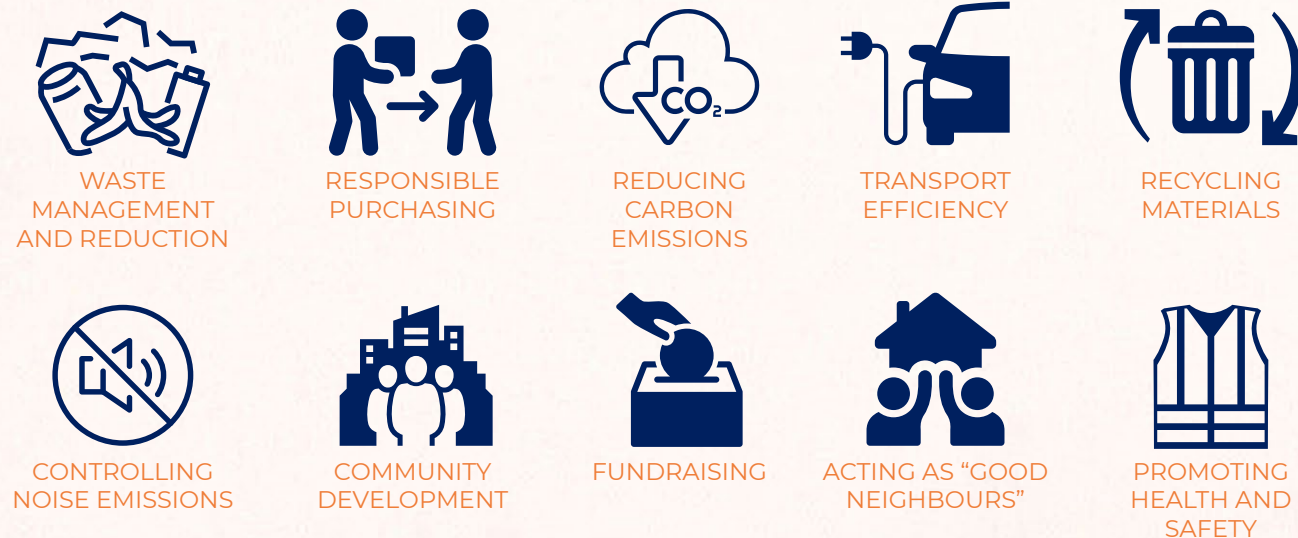 CO₂
WASTE
MANAGEMENT
AND REDUCTION
RESPONSIBLE
PURCHASING
REDUCING
CARBON
EMISSIONS
TRANSPORT
EFFICIENCY
RECYCLING
MATERIALS
CONTROLLING
NOISE EMISSIONS
COMMUNITY
DEVELOPMENT
FUNDRAISING
ACTING AS “GOOD
NEIGHBOURS”
PROMOTING
HEALTH AND
SAFETY